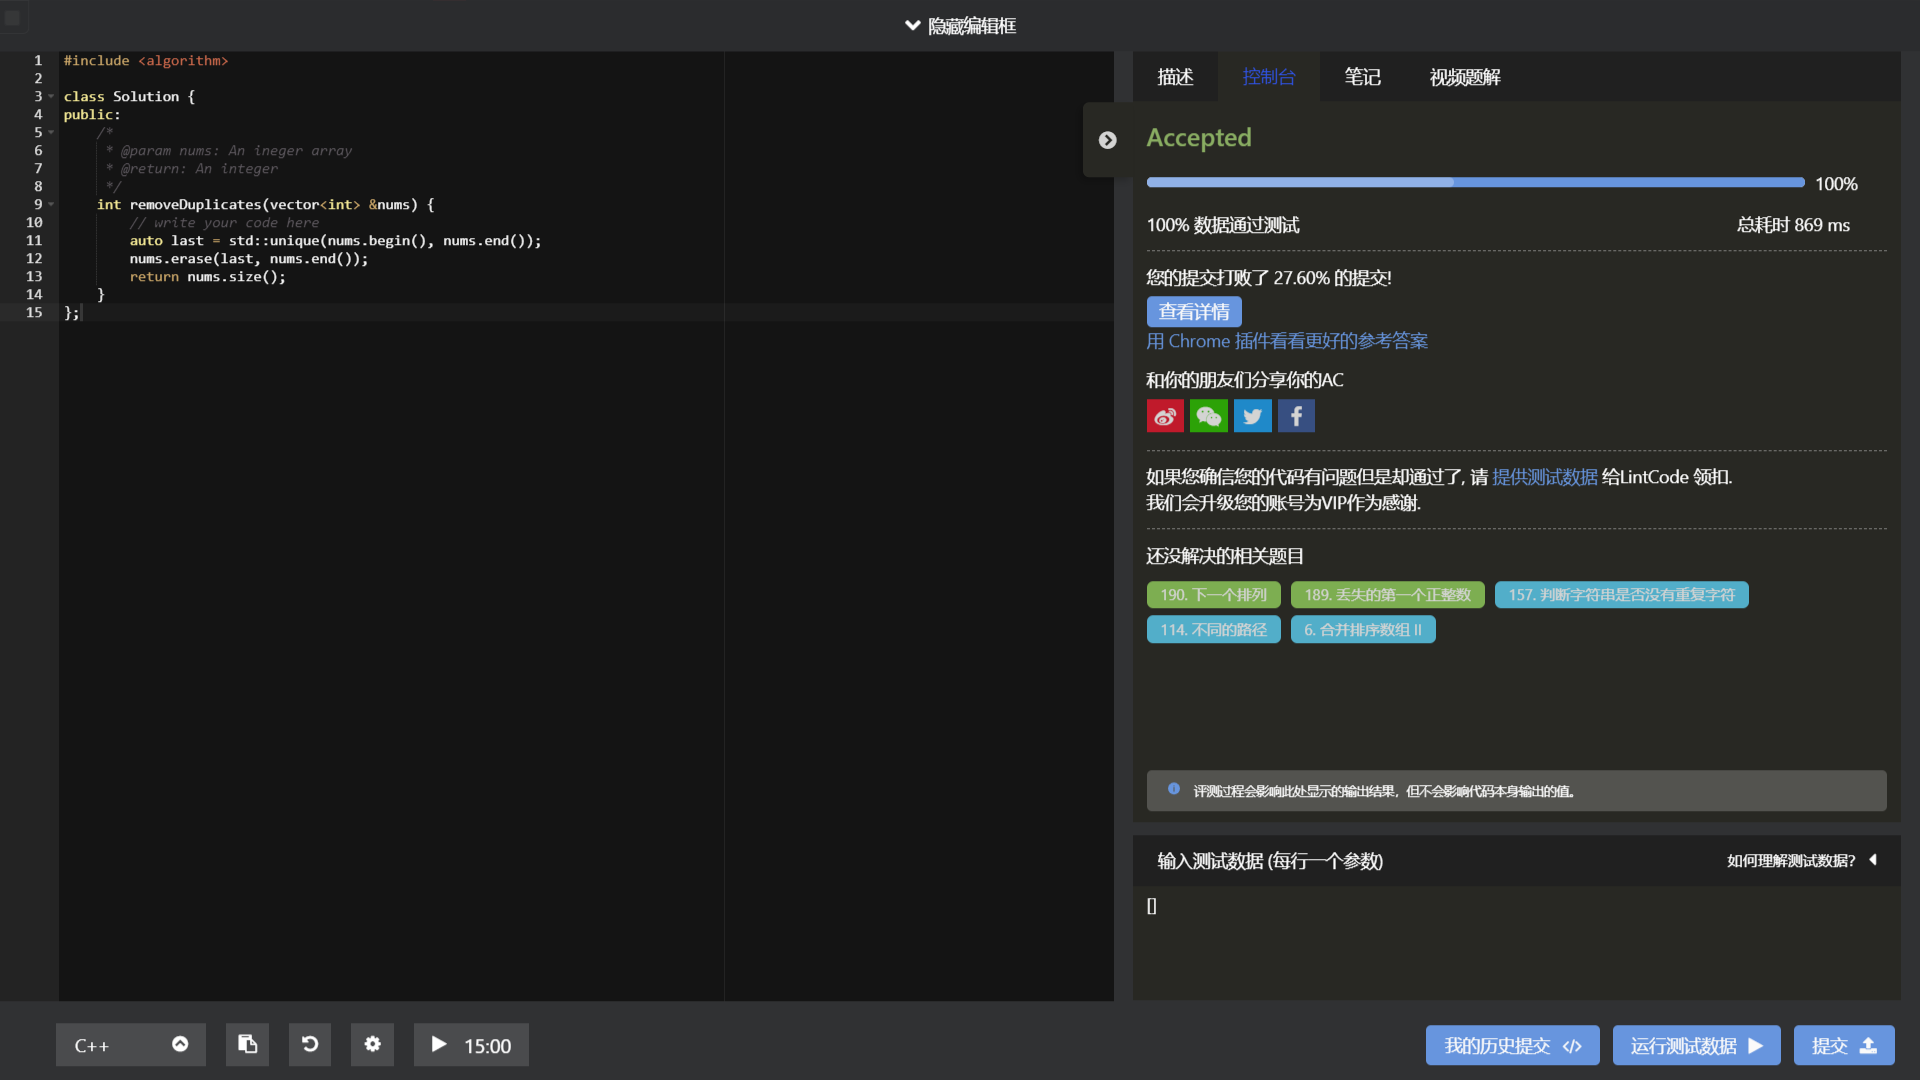 隐藏编辑框
1 #include <algorithm>
2
3 class Solution {
4 public:
5 /*
6 * @param nums: An ineger array
7 * @return: An integer
8 */
9 int removeDuplicates(vector<int> &nums) {
10 // write your code here
11 auto last = std::unique(nums.begin(), nums.end());
12 nums.erase(last, nums.end());
13 return nums.size();
14 }
15 };
描述 控制台 笔记 视频题解
Accepted
100%
100% 数据通过测试 总耗时 869 ms
您的提交打败了 27.60% 的提交!
查看详情
用 Chrome 插件看看更好的参考答案
和你的朋友们分享你的AC
如果您确信您的代码有问题但是却通过了, 请 提供测试数据 给LintCode 领扣.
我们会升级您的账号为VIP作为感谢.
还没解决的相关题目
190. 下一个排列 189. 丢失的第一个正整数 157. 判断字符串是否没有重复字符
114. 不同的路径 6. 合并排序数组 II
评测过程会影响此处显示的输出结果，但不会影响代码本身输出的值。
输入测试数据 (每行一个参数) 如何理解测试数据?
[]
C++ 15:00 我的历史提交 </> 运行测试数据 提交